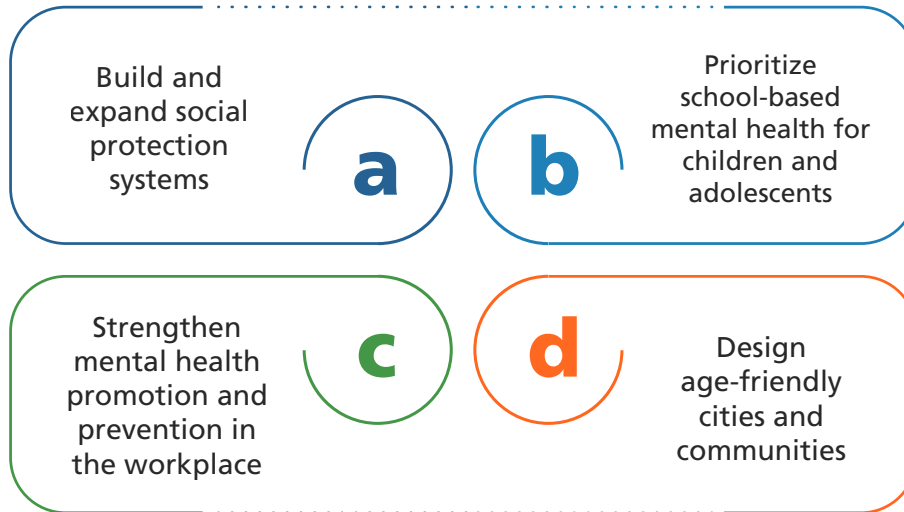 Build and
expand social
protection
systems
a
b
Prioritize
school-based
mental health for
children and
adolescents
Strengthen
mental health
promotion and
prevention in
the workplace
c
d
Design
age-friendly
cities and
communities